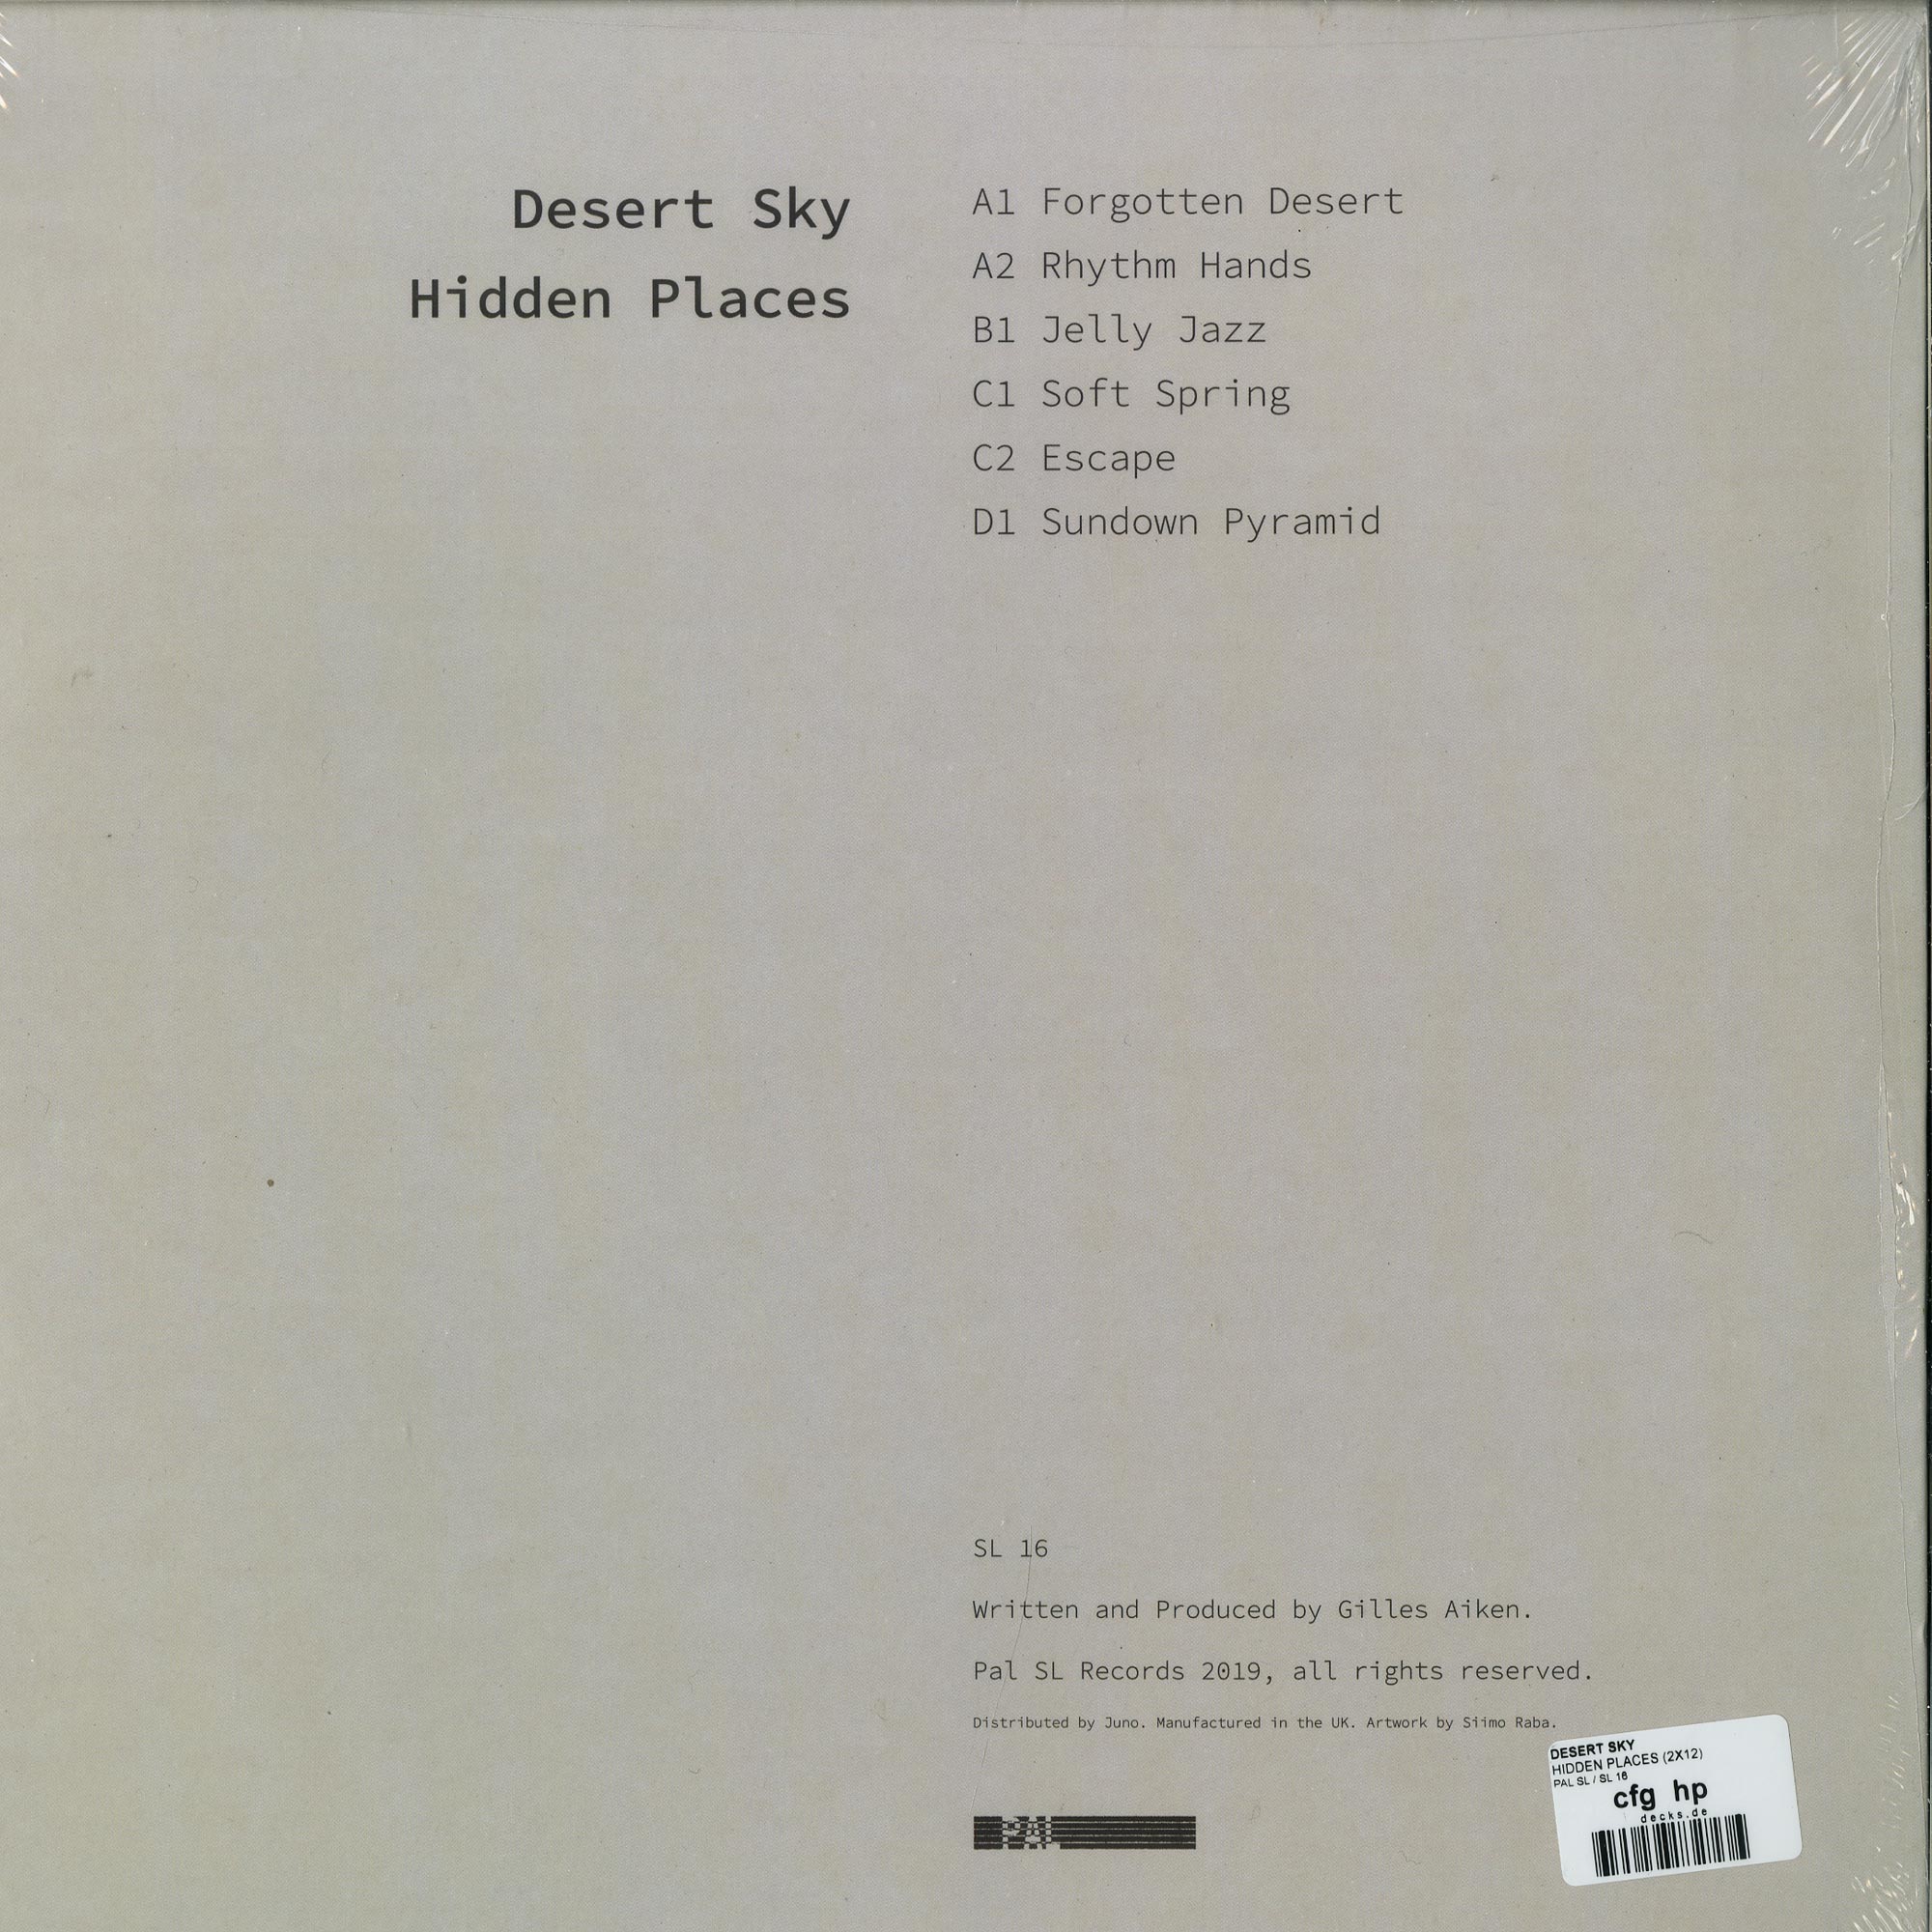 Desert Sky
Hidden Places
A1 Forgotten Desert
A2 Rhythm Hands
B1 Jelly Jazz
C1 Soft Spring
C2 Escape
D1 Sundown Pyramid
SL 16
Written and Produced by Gilles Aiken.
Pal SL Records 2019, all rights reserved.
Distributed by Juno. Manufactured in the UK. Artwork by Siimo Raba.
PAL
DESERT SKY
HIDDEN PLACES (2X12)
PAL SL / SL 16
cfg hp
decks.de